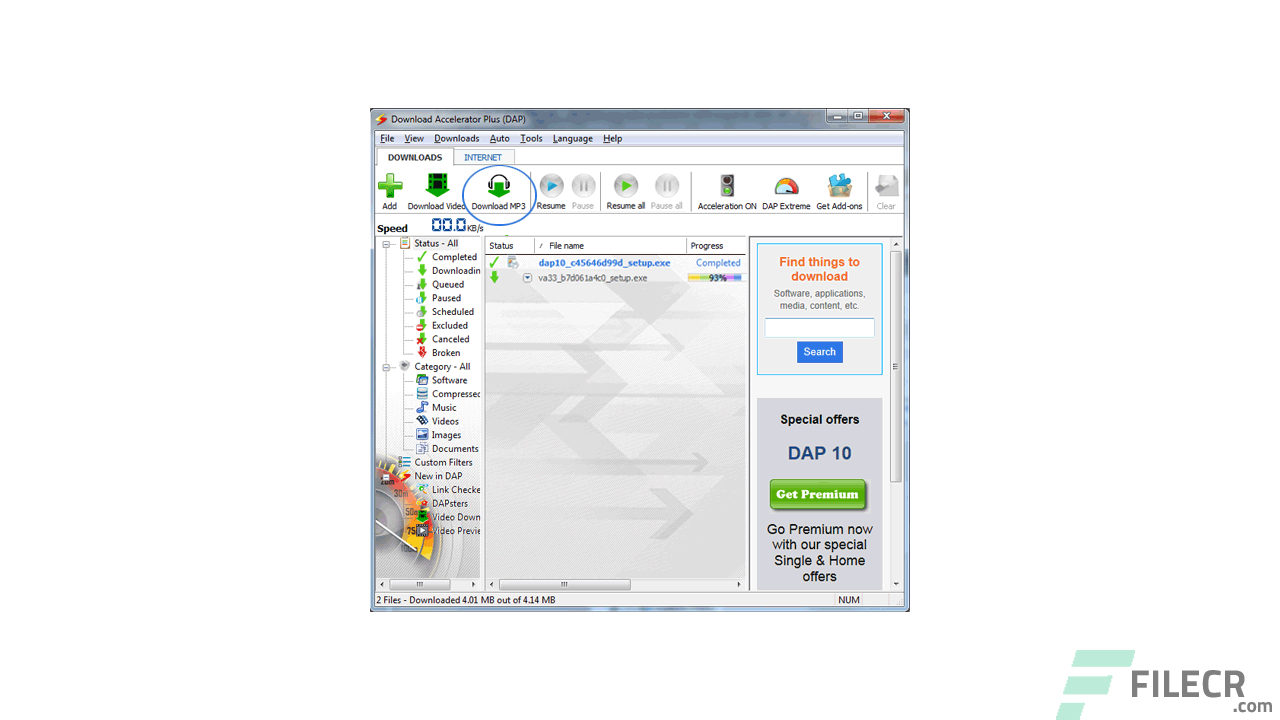 Download Accelerator Plus (DAP)
File View Downloads Auto Tools Language Help
DOWNLOADS INTERNET
Add Download Video Download MP3 Resume Pause Resume all Pause all Acceleration ON DAP Extreme Get Add-ons Clear
Speed 00.0 KB/s
Status - All
Completed
Downloadin
Queued
Paused
Scheduled
Excluded
Canceled
Broken
Category - All
Software
Compressed
Music
Videos
Images
Documents
Custom Filters
New in DAP
Link Checke
DAPsters
Video Down
Video Previe
20m
30m
50m
75m
Status / File name Progress
dap10_c45646d99d_setup.exe Completed
va33_b7d061a4c0_setup.exe 93%
Find things to
download
Software, applications,
media, content, etc.
Search
Special offers
DAP 10
Get Premium
Go Premium now
with our special
Single & Home
offers
2 Files - Downloaded 4.01 MB out of 4.14 MB NUM
FILECR
.com